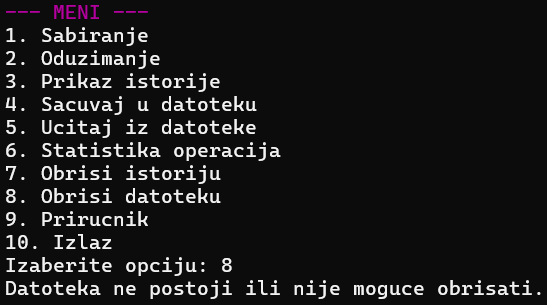 --- MENI ---
1. Sabiranje
2. Oduzimanje
3. Prikaz istorije
4. Sacuvaj u datoteku
5. Ucitaj iz datoteke
6. Statistika operacija
7. Obrisi istoriju
8. Obrisi datoteku
9. Prirucnik
10. Izlaz
Izaberite opciju: 8
Datoteka ne postoji ili nije moguce obrisati.